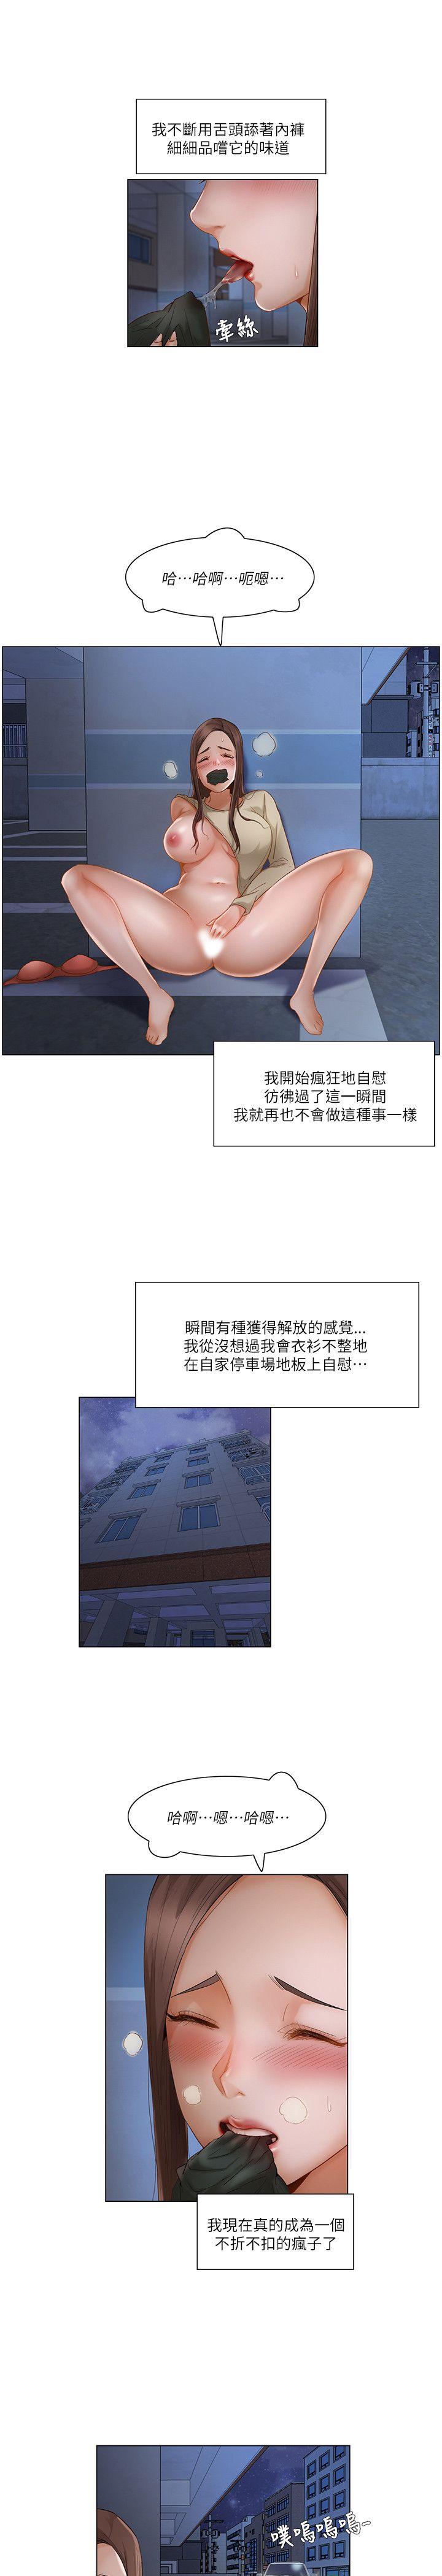 我不斷用舌頭舔著內褲
細細品嚐它的味道
牽絲
哈⋯哈啊⋯呃嗯⋯
我開始瘋狂地自慰
彷彿過了這一瞬間
我就再也不會做這種事一樣
瞬間有種獲得解放的感覺...
我從沒想過我會衣衫不整地
在自家停車場地板上自慰⋯
哈啊⋯嗯⋯哈嗯⋯
我現在真的成為一個
不折不扣的瘋子了
噗嗚嗚嗚~